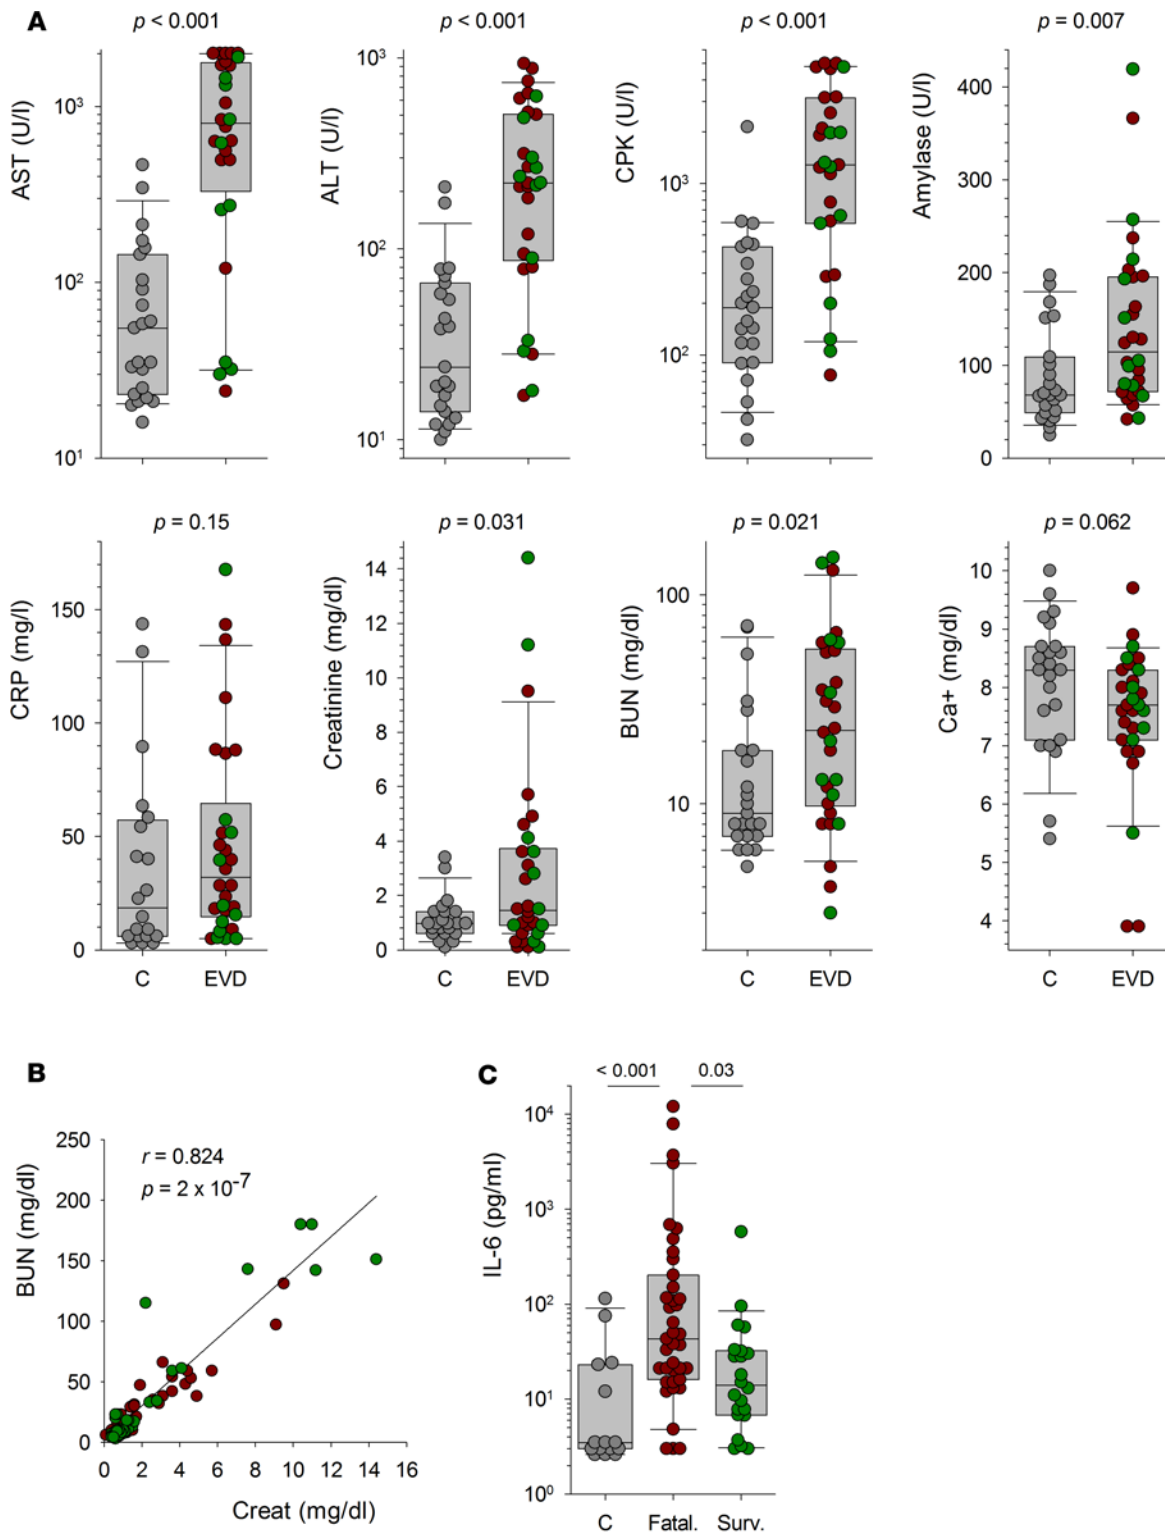 A
p < 0.001
p < 0.001
p < 0.001
p = 0.007
AST (U/l)
10³
10²
10¹
ALT (U/l)
10³
10²
10¹
CPK (U/l)
10³
10²
Amylase (U/l)
400
300
200
100
0
p = 0.15
p = 0.031
p = 0.021
p = 0.062
CRP (mg/l)
150
100
50
0
C
EVD
Creatinine (mg/dl)
14
12
10
8
6
4
2
0
C
EVD
BUN (mg/dl)
100
10
C
EVD
Ca+ (mg/dl)
10
9
8
7
6
5
4
C
EVD
B
r = 0.824
p = 2 x 10⁻⁷
BUN (mg/dl)
250
200
150
100
50
0
0 2 4 6 8 10 12 14 16
Creat (mg/dl)
C
< 0.001
0.03
IL-6 (pg/ml)
10⁴
10³
10²
10¹
10⁰
C
Fatal.
Surv.